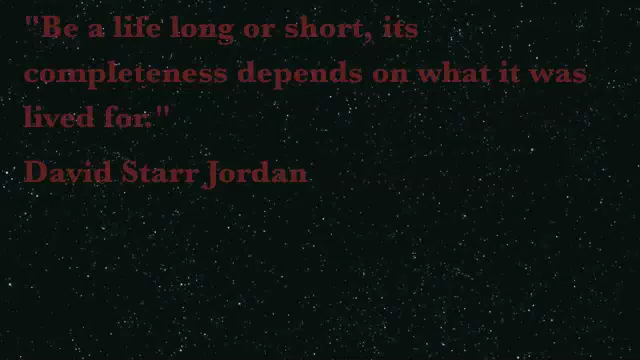 "Be a life long or short, its
completeness depends on what it was
lived for."
David Starr Jordan